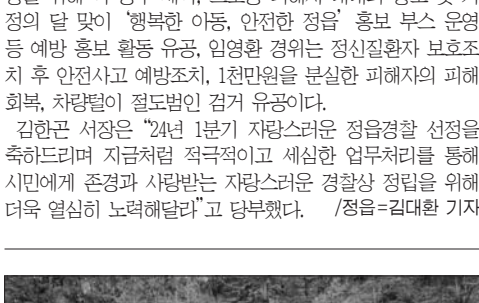 정의 달 맞이 ‘행복한 아동, 안전한 정읍’ 홍보 부스 운영
등 예방 홍보 활동 유공, 임영환 경위는 정신질환자 보호조
치 후 안전사고 예방조치, 1천만원을 분실한 피해자의 피해
회복, 차량털이 절도범인 검거 유공이다.
김한곤 서장은 “24년 1분기 자랑스러운 정읍경찰 선정을
축하드리며 지금처럼 적극적이고 세심한 업무처리를 통해
시민에게 존경과 사랑받는 자랑스러운 경찰상 정립을 위해
더욱 열심히 노력해달라”고 당부했다. /정읍=김대환 기자